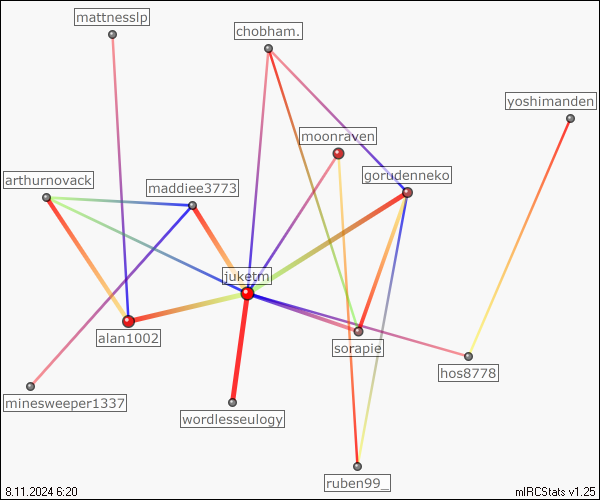 mattnesslp
chobham.
yoshimanden
moonraven
gorudenneko
arthurnovack
maddiee3773
juketm
alan1002
sorapie
hos8778
minesweeper1337
wordlesseulogy
ruben99_
8.11.2024 6:20
mIRCStats v1.25